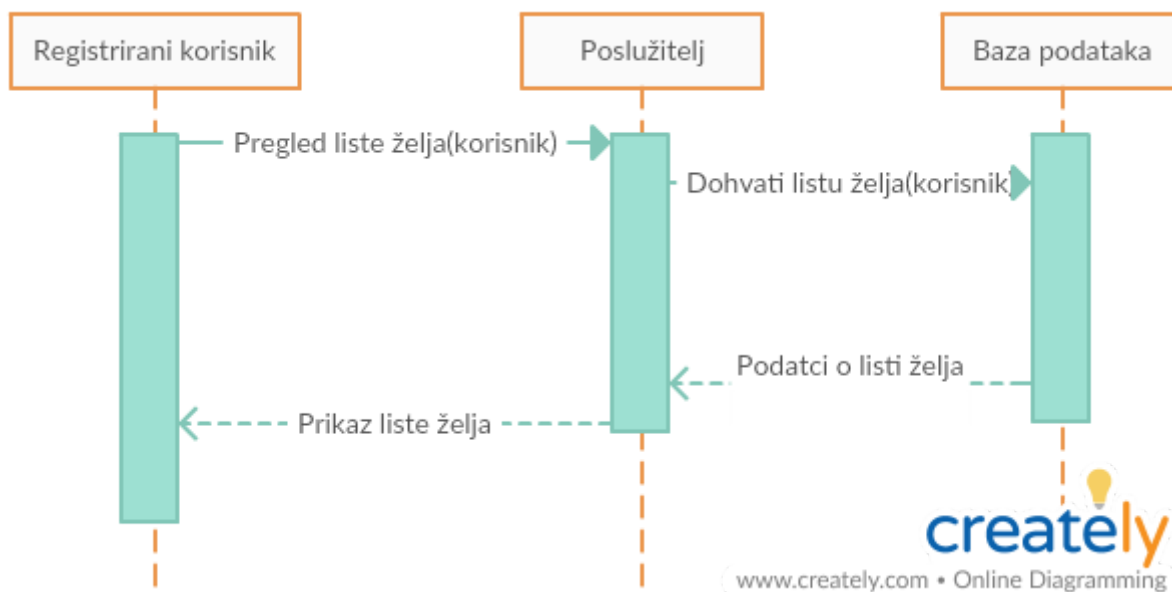 Registrirani korisnik
Poslužitelj
Baza podataka
Pregled liste želja(korisnik)
Dohvati listu želja(korisnik)
Podatci o listi želja
Prikaz liste želja
creately
www.creately.com • Online Diagramming